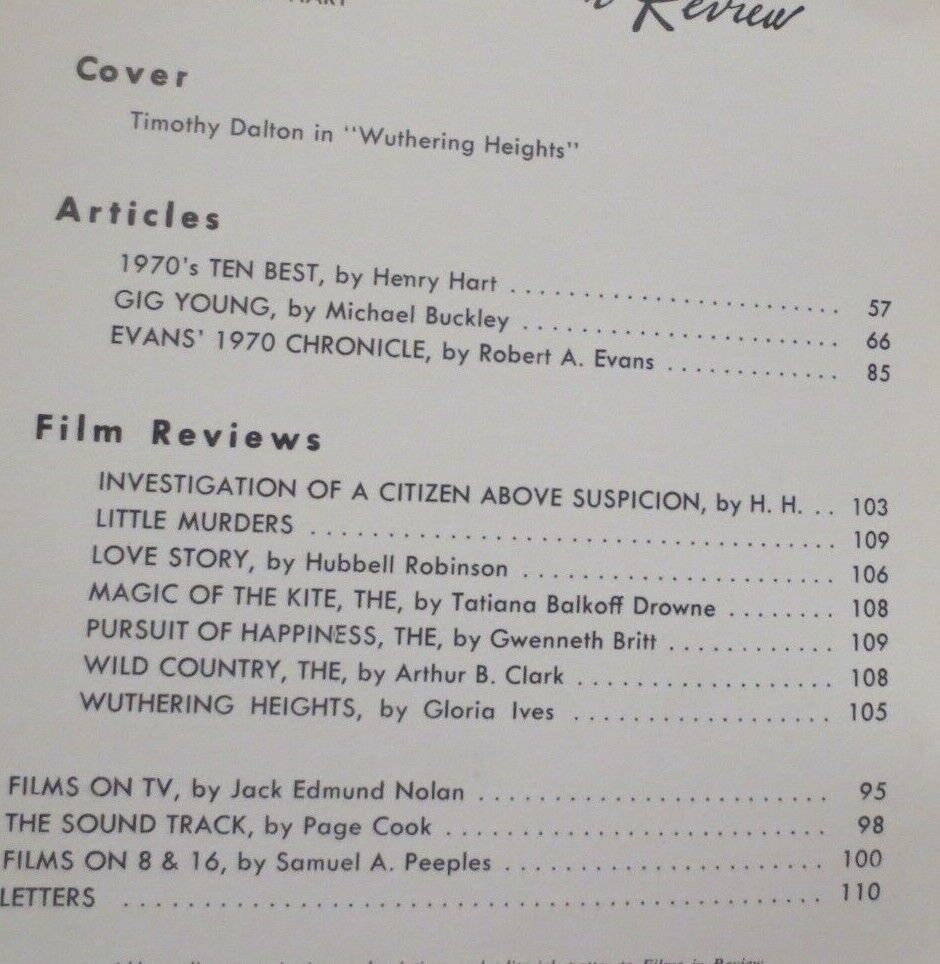 HART
Review
Cover
Timothy Dalton in "Wuthering Heights"
Articles
1970's TEN BEST, by Henry Hart ........................ 57
GIG YOUNG, by Michael Buckley ....................... 66
EVANS' 1970 CHRONICLE, by Robert A. Evans ............. 85
Film Reviews
INVESTIGATION OF A CITIZEN ABOVE SUSPICION, by H. H. .. 103
LITTLE MURDERS ................................... 109
LOVE STORY, by Hubbell Robinson ..................... 106
MAGIC OF THE KITE, THE, by Tatiana Balkoff Drowne ........ 108
PURSUIT OF HAPPINESS, THE, by Gwenneth Britt ............ 109
WILD COUNTRY, THE, by Arthur B. Clark .................. 108
WUTHERING HEIGHTS, by Gloria Ives .................. 105
FILMS ON TV, by Jack Edmund Nolan ........................ 95
THE SOUND TRACK, by Page Cook .......................... 98
FILMS ON 8 & 16, by Samuel A. Peeples ...................... 100
LETTERS ............................................. 110
to Films in Review